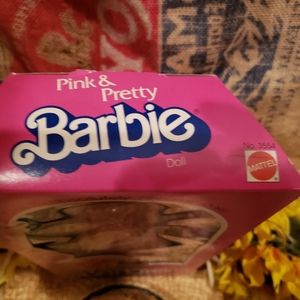 Pink &
Pretty
Barbie
Doll
No. 3554
MATTEL